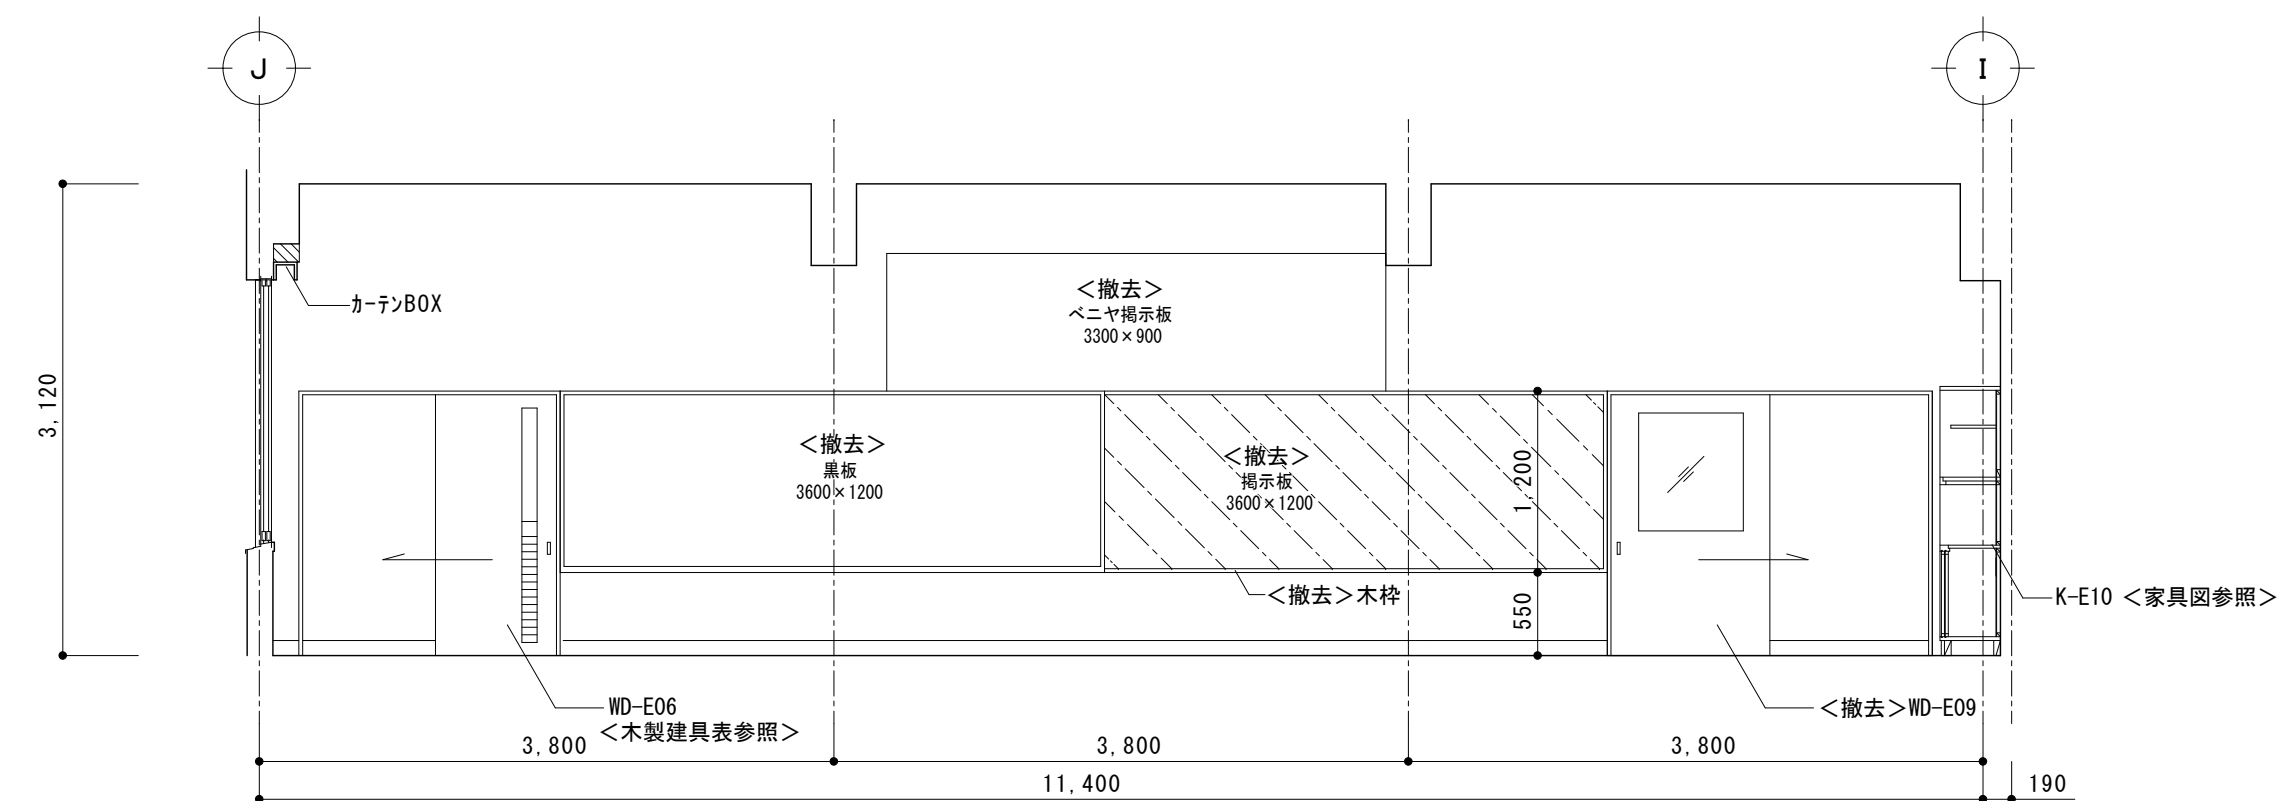 J
I
カーテンBOX
＜撤去＞
ベニヤ掲示板
3300×900
3,120
＜撤去＞
黒板
3600×1200
＜撤去＞
掲示板
3600×1200
1,200
＜撤去＞木枠
550
K-E10 ＜家具図参照＞
WD-E06
＜木製建具表参照＞
＜撤去＞WD-E09
3,800
3,800
3,800
11,400
190